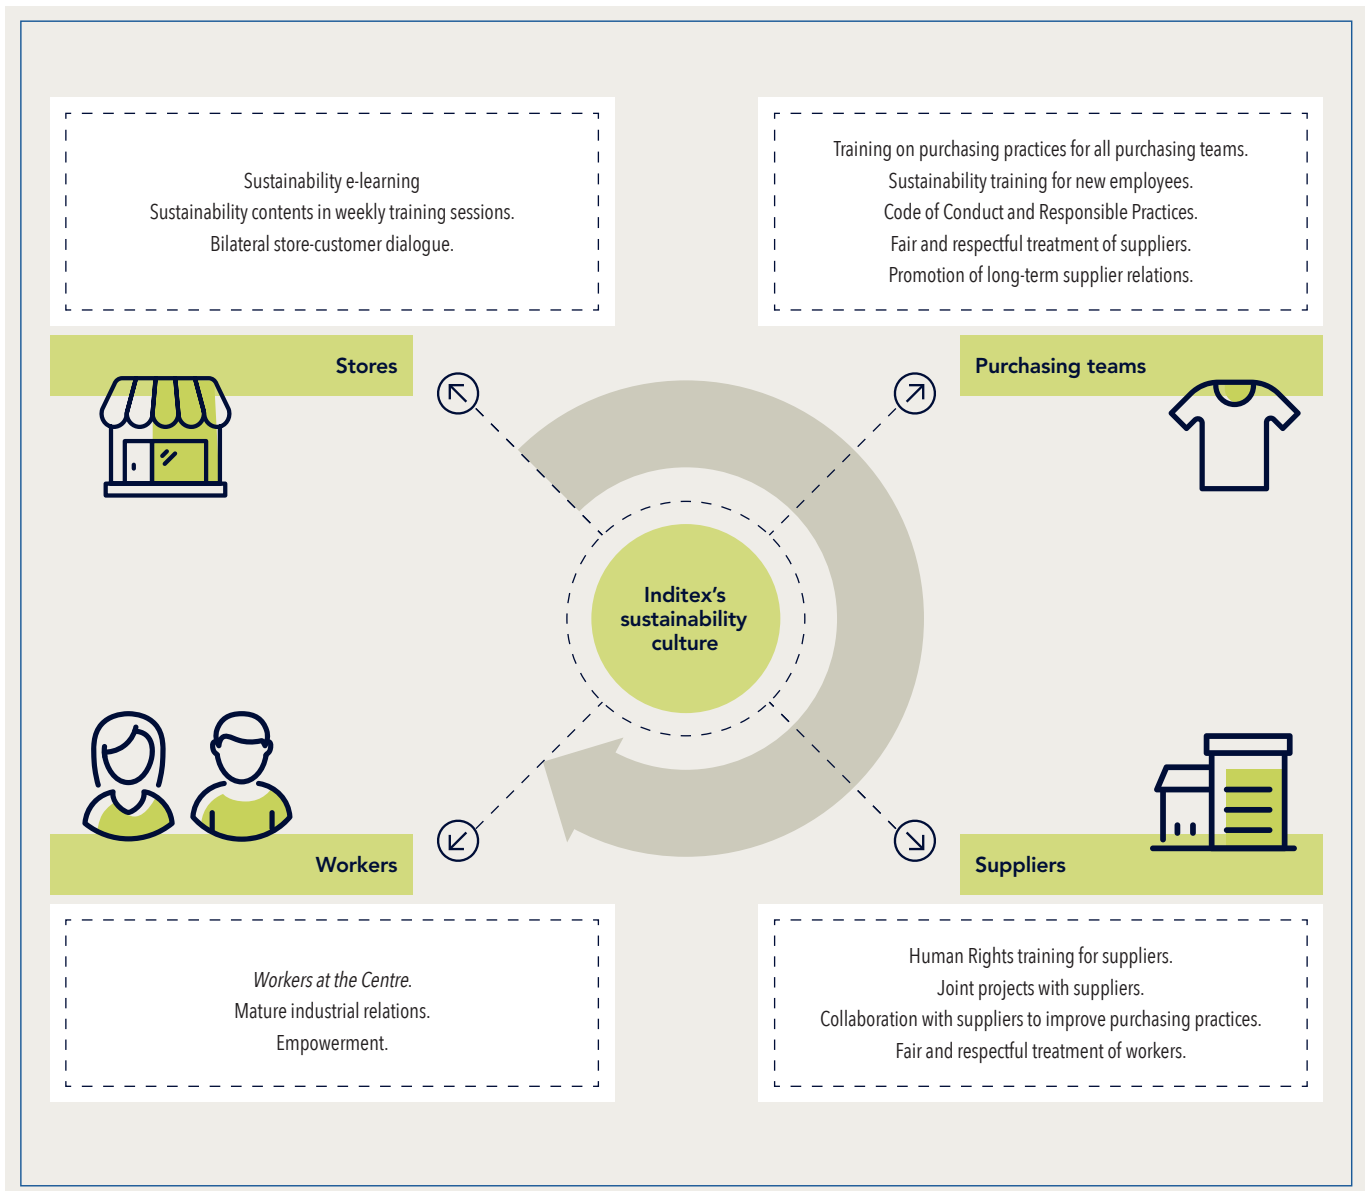 Sustainability e-learning
Sustainability contents in weekly training sessions.
Bilateral store-customer dialogue.
Stores
Training on purchasing practices for all purchasing teams.
Sustainability training for new employees.
Code of Conduct and Responsible Practices.
Fair and respectful treatment of suppliers.
Promotion of long-term supplier relations.
Purchasing teams
Inditex’s
sustainability
culture
Workers
Workers at the Centre.
Mature industrial relations.
Empowerment.
Suppliers
Human Rights training for suppliers.
Joint projects with suppliers.
Collaboration with suppliers to improve purchasing practices.
Fair and respectful treatment of workers.